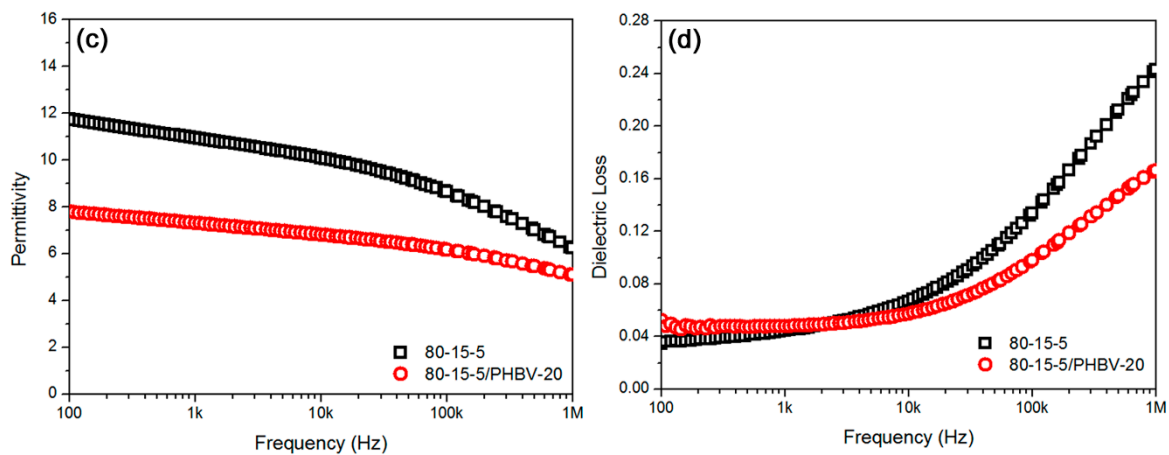 (c)
Permittivity
16
14
12
10
8
6
4
2
0
80-15-5
80-15-5/PHBV-20
100
1k
10k
100k
1M
Frequency (Hz)
(d)
Dielectric Loss
0.28
0.24
0.20
0.16
0.12
0.08
0.04
0.00
80-15-5
80-15-5/PHBV-20
100
1k
10k
100k
1M
Frequency (Hz)